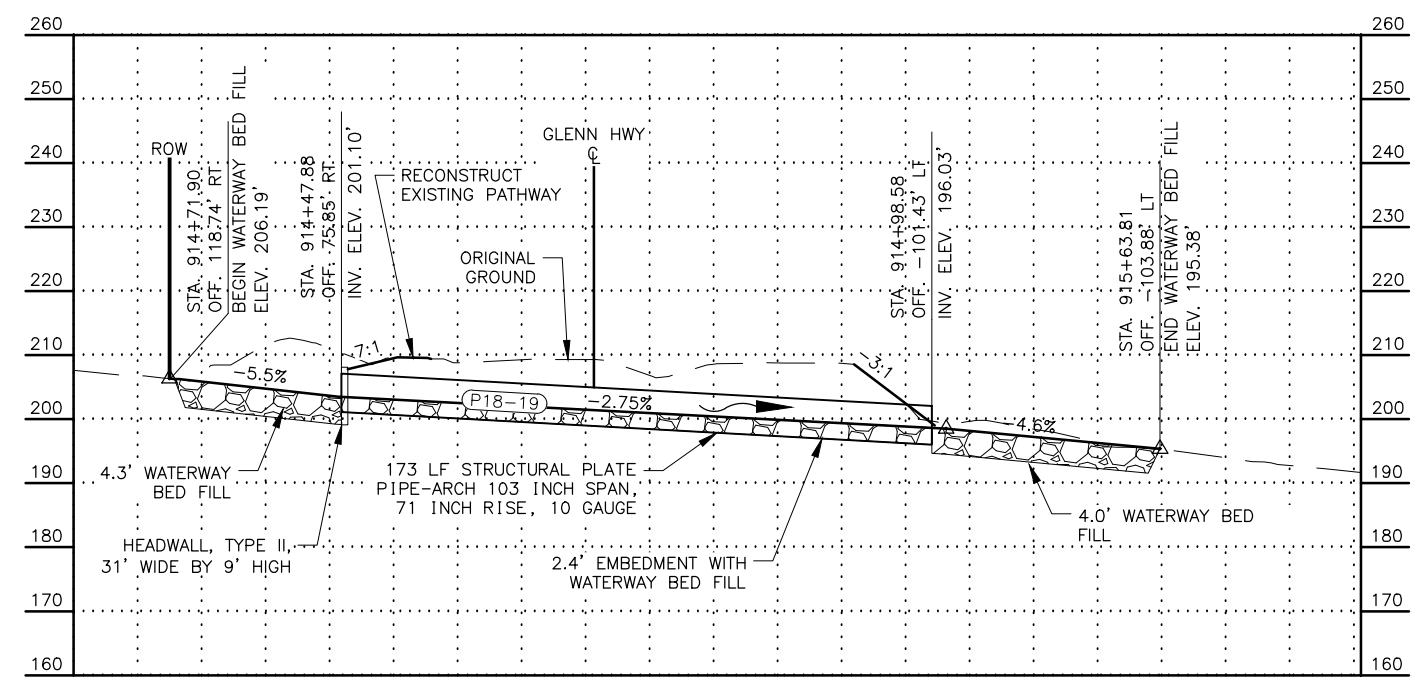 260
250
240
230
220
210
200
190
180
170
160
260
250
240
230
220
210
200
190
180
170
160
ROW
STA. 914+71.90
OFF. 118.74' RT
BEGIN WATERWAY BED FILL
ELEV. 206.19'
STA. 914+47.88
OFF. 75.85' RT
INV. ELEV. 201.10'
RECONSTRUCT
EXISTING PATHWAY
GLENN HWY
℄
ORIGINAL
GROUND
STA. 914+98.58
OFF. -101.43' LT
INV. ELEV. 196.03'
STA. 915+63.81
OFF -103.88' LT
END WATERWAY BED FILL
ELEV. 195.38'
7:1
-3:1
-5.5%
P18-19
-2.75%
-4.6%
4.3' WATERWAY
BED FILL
HEADWALL, TYPE II,
31' WIDE BY 9' HIGH
173 LF STRUCTURAL PLATE
PIPE-ARCH 103 INCH SPAN,
71 INCH RISE, 10 GAUGE
2.4' EMBEDMENT WITH
WATERWAY BED FILL
4.0' WATERWAY BED
FILL